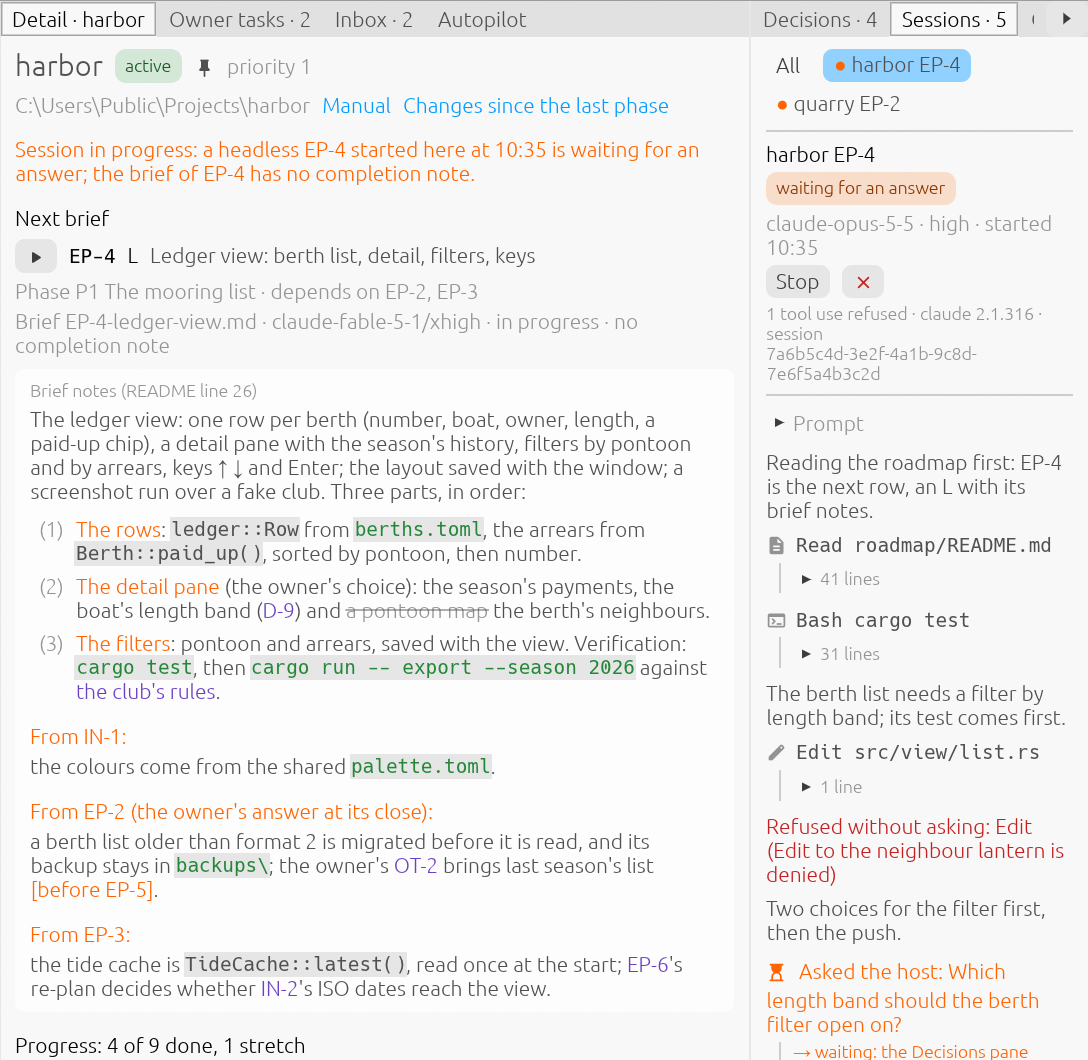 Detail · harbor
Owner tasks · 2
Inbox · 2
Autopilot
harbor active priority 1
C:\Users\Public\Projects\harbor Manual Changes since the last phase
Session in progress: a headless EP-4 started here at 10:35 is waiting for an
answer; the brief of EP-4 has no completion note.
Next brief
EP-4 L Ledger view: berth list, detail, filters, keys
Phase P1 The mooring list · depends on EP-2, EP-3
Brief EP-4-ledger-view.md · claude-fable-5-1/xhigh · in progress · no
completion note
Brief notes (README line 26)
The ledger view: one row per berth (number, boat, owner, length, a
paid-up chip), a detail pane with the season's history, filters by pontoon
and by arrears, keys ↑ ↓ and Enter; the layout saved with the window; a
screenshot run over a fake club. Three parts, in order:
(1) The rows: ledger::Row from berths.toml, the arrears from
Berth::paid_up(), sorted by pontoon, then number.
(2) The detail pane (the owner's choice): the season's payments, the
boat's length band (D-9) and a pontoon map the berth's neighbours.
(3) The filters: pontoon and arrears, saved with the view. Verification:
cargo test, then cargo run -- export --season 2026 against
the club's rules.
From IN-1:
the colours come from the shared palette.toml.
From EP-2 (the owner's answer at its close):
a berth list older than format 2 is migrated before it is read, and its
backup stays in backups\; the owner's OT-2 brings last season's list
[before EP-5].
From EP-3:
the tide cache is TideCache::latest(), read once at the start; EP-6's
re-plan decides whether IN-2's ISO dates reach the view.
Progress: 4 of 9 done, 1 stretch
Decisions · 4
Sessions · 5
All
harbor EP-4
quarry EP-2
harbor EP-4
waiting for an answer
claude-opus-5-5 · high · started
10:35
Stop
1 tool use refused · claude 2.1.316 ·
session
7a6b5c4d-3e2f-4a1b-9c8d-
7e6f5a4b3c2d
Prompt
Reading the roadmap first: EP-4
is the next row, an L with its
brief notes.
Read roadmap/README.md
41 lines
Bash cargo test
31 lines
The berth list needs a filter by
length band; its test comes first.
Edit src/view/list.rs
1 line
Refused without asking: Edit
(Edit to the neighbour lantern is
denied)
Two choices for the filter first,
then the push.
Asked the host: Which
length band should the berth
filter open on?
→ waiting: the Decisions pane